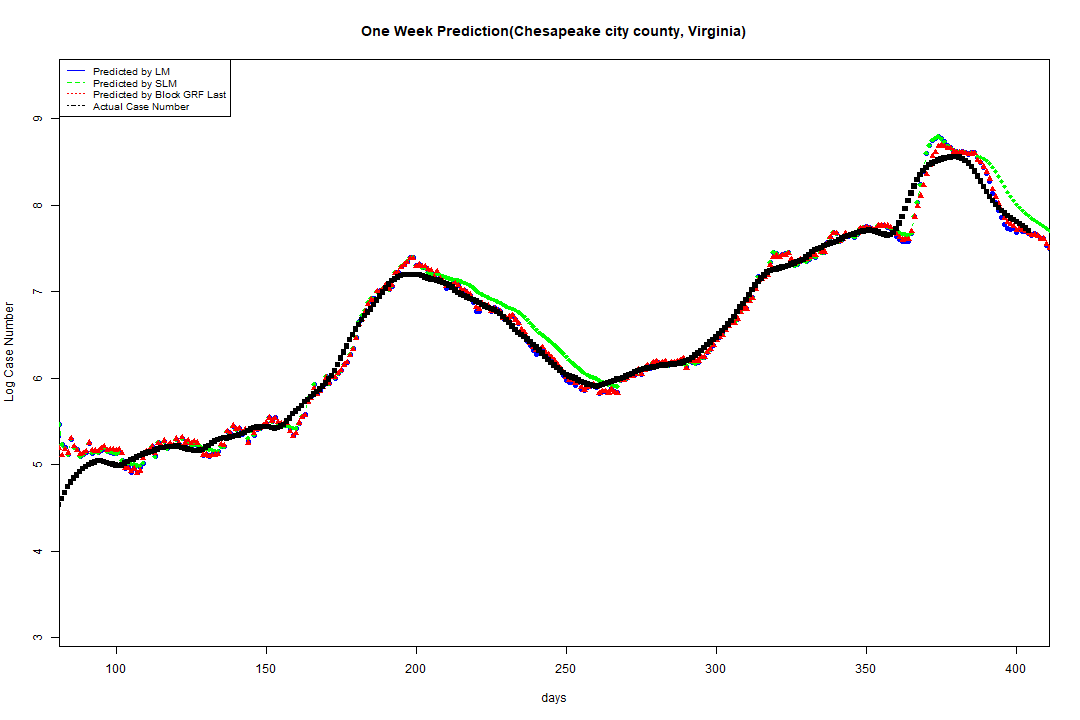 One Week Prediction(Chesapeake city county, Virginia)
Predicted by LM
Predicted by SLM
Predicted by Block GRF Last
Actual Case Number
9
8
7
6
5
4
3
Log Case Number
100 150 200 250 300 350 400
days